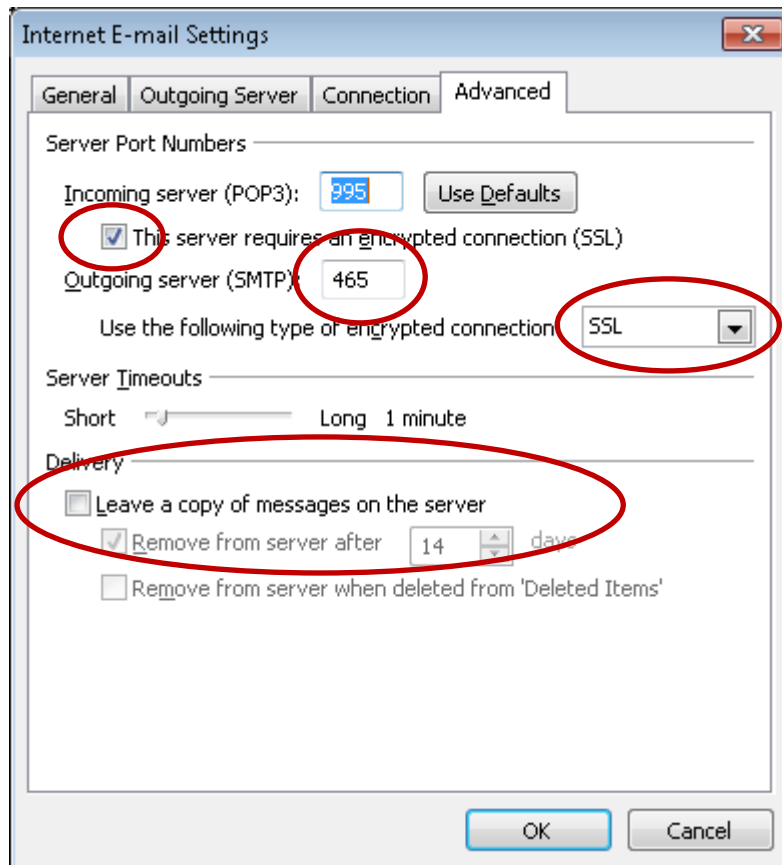 Internet E-mail Settings
General Outgoing Server Connection Advanced
Server Port Numbers
Incoming server (POP3): 995 Use Defaults
This server requires an encrypted connection (SSL)
Outgoing server (SMTP): 465
Use the following type of encrypted connection SSL
Server Timeouts
Short Long 1 minute
Delivery
Leave a copy of messages on the server
Remove from server after 14 days
Remove from server when deleted from 'Deleted Items'
OK Cancel